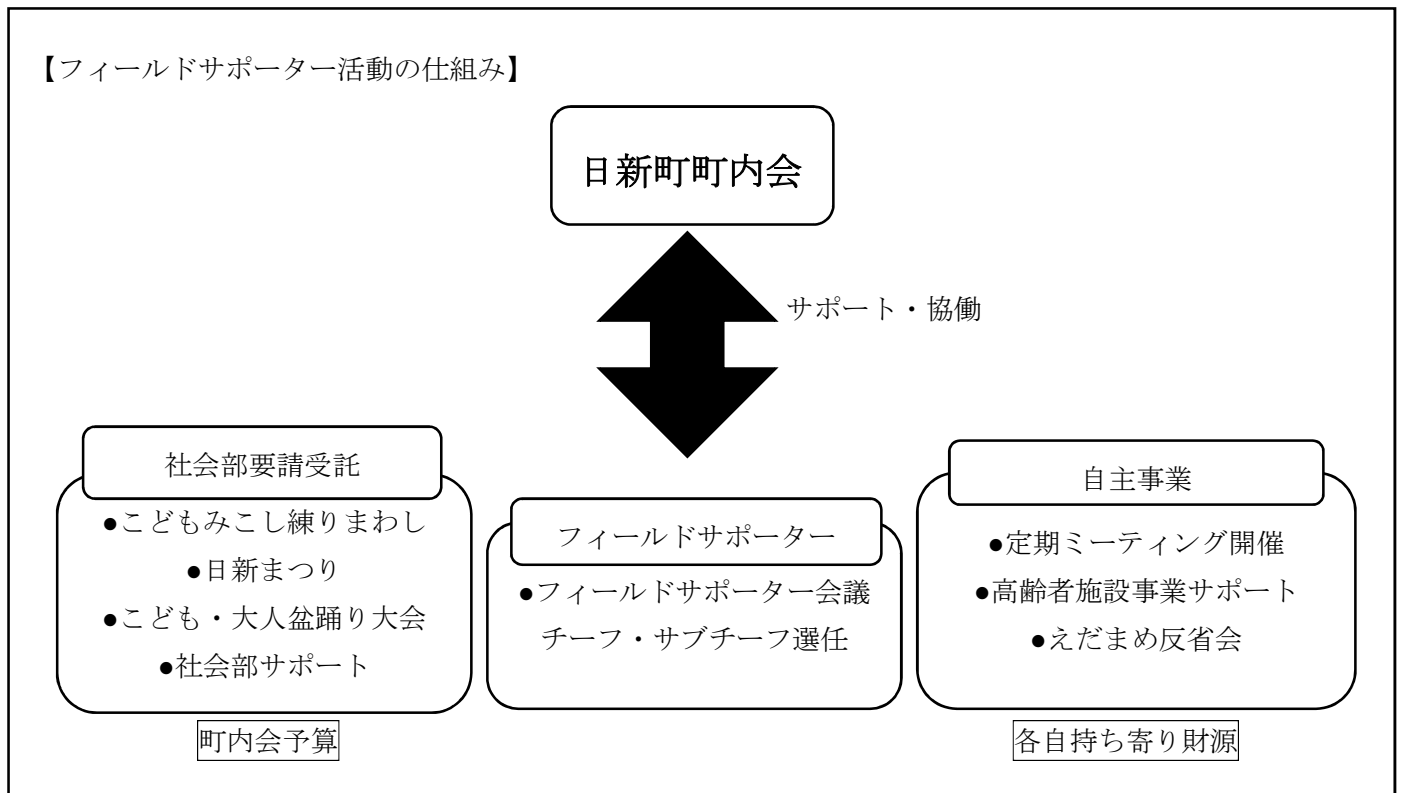 【フィールドサポーター活動の仕組み】
日新町町内会
サポート・協働
社会部要請受託
●こどもみこし練りまわし
●日新まつり
●こども・大人盆踊り大会
●社会部サポート
町内会予算
フィールドサポーター
●フィールドサポーター会議
チーフ・サブチーフ選任
自主事業
●定期ミーティング開催
●高齢者施設事業サポート
●えだまめ反省会
各自持ち寄り財源